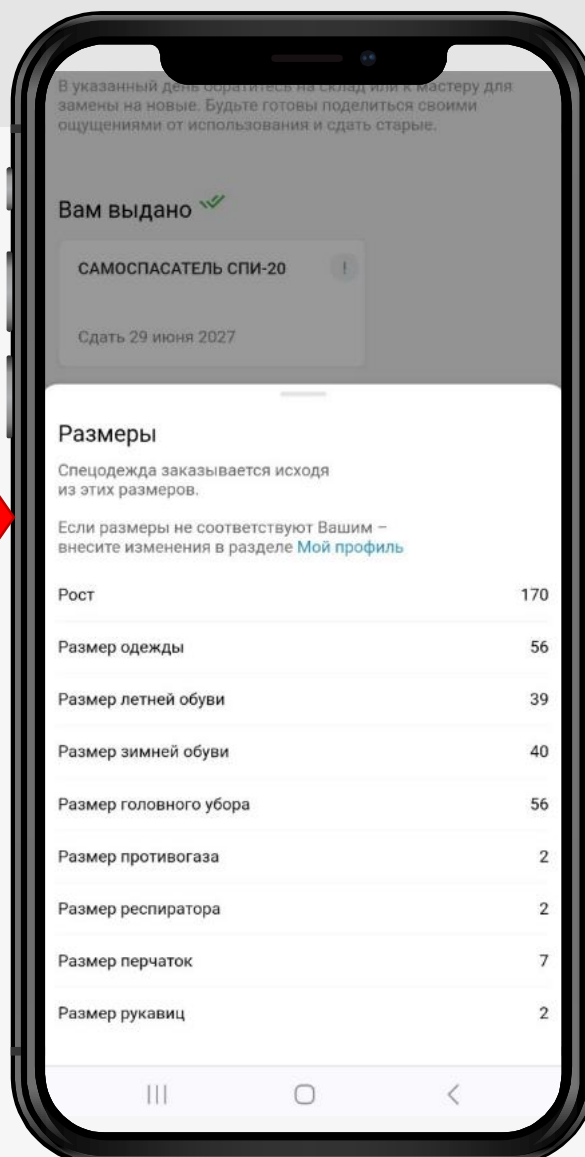 В указанный день обратитесь на склад или к мастеру для
замены на новые. Будьте готовы поделиться своими
ощущениями от использования и сдать старые.
Вам выдано
САМОСПАСАТЕЛЬ СПИ-20 !
Сдать 29 июня 2027
Размеры
Спецодежда заказывается исходя
из этих размеров.
Если размеры не соответствуют Вашим –
внесите изменения в разделе Мой профиль
Рост 170
Размер одежды 56
Размер летней обуви 39
Размер зимней обуви 40
Размер головного убора 56
Размер противогаза 2
Размер респиратора 2
Размер перчаток 7
Размер рукавиц 2